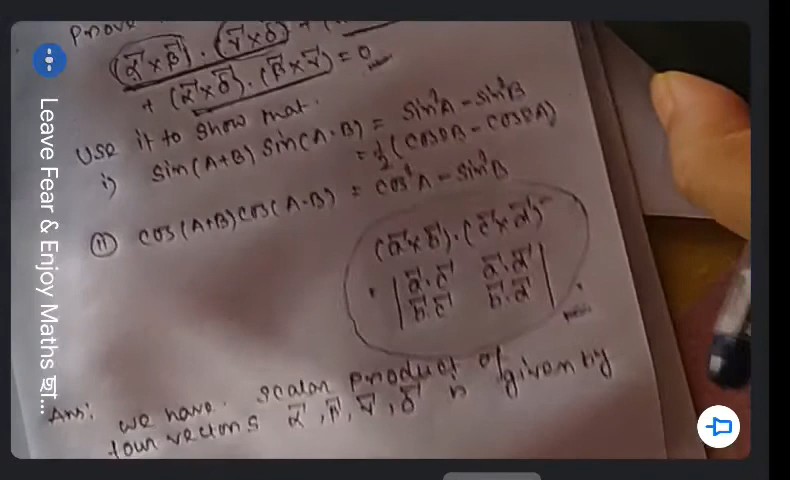 Prove
(α⃗×β⃗).(γ⃗×δ⃗) + (
+ (α⃗×δ⃗).(β⃗×γ⃗) = 0
Use it to show that.
i) sin(A+B) sin(A-B) = sin²A - sin²B
= ½(cos2B - cos2A)
(ii) cos(A+B)cos(A-B) = cos²A - sin²B
(a⃗×b⃗).(c⃗×d⃗)
= |a⃗.c⃗ a⃗.d⃗|
|b⃗.c⃗ b⃗.d⃗|
Ans: we have scalar product of
four vectors α⃗, β⃗, γ⃗, δ⃗ is given by
Leave Fear & Enjoy Maths ছা...